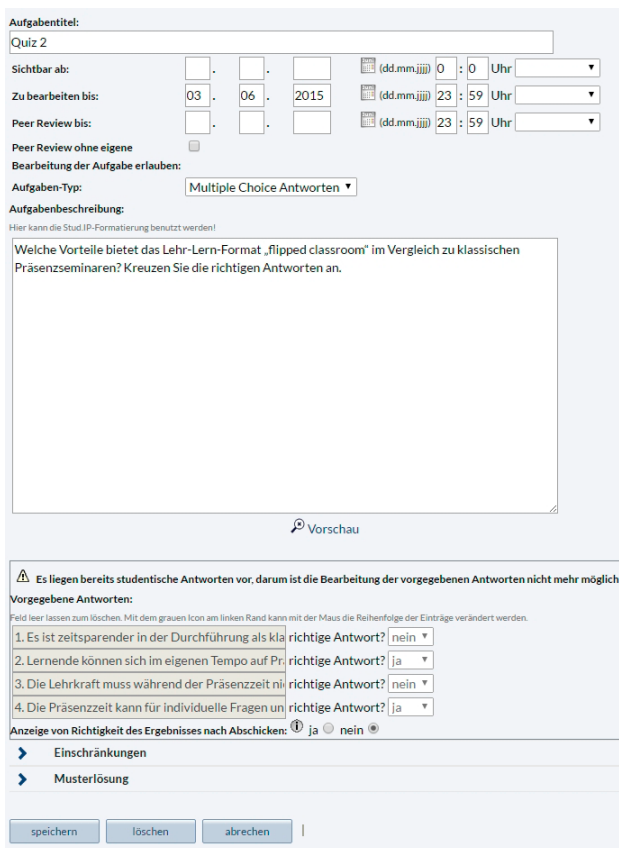 Aufgabentitel:
Quiz 2
Sichtbar ab: . . (dd.mm.jjjj) 0 : 0 Uhr
Zu bearbeiten bis: 03 . 06 . 2015 (dd.mm.jjjj) 23 : 59 Uhr
Peer Review bis: . . (dd.mm.jjjj) 23 : 59 Uhr
Peer Review ohne eigene
Bearbeitung der Aufgabe erlauben:
Aufgaben-Typ: Multiple Choice Antworten
Aufgabenbeschreibung:
Hier kann die Stud.IP-Formatierung benutzt werden!
Welche Vorteile bietet das Lehr-Lern-Format „flipped classroom" im Vergleich zu klassischen
Präsenzseminaren? Kreuzen Sie die richtigen Antworten an.
Vorschau
Es liegen bereits studentische Antworten vor, darum ist die Bearbeitung der vorgegebenen Antworten nicht mehr möglich
Vorgegebene Antworten:
Feld leer lassen zum löschen. Mit dem grauen Icon am linken Rand kann mit der Maus die Reihenfolge der Einträge verändert werden.
1. Es ist zeitsparender in der Durchführung als kla richtige Antwort? nein
2. Lernende können sich im eigenen Tempo auf Pr richtige Antwort? ja
3. Die Lehrkraft muss während der Präsenzzeit ni richtige Antwort? nein
4. Die Präsenzzeit kann für individuelle Fragen un richtige Antwort? ja
Anzeige von Richtigkeit des Ergebnisses nach Abschicken: ja nein
Einschränkungen
Musterlösung
speichern löschen abrechen |